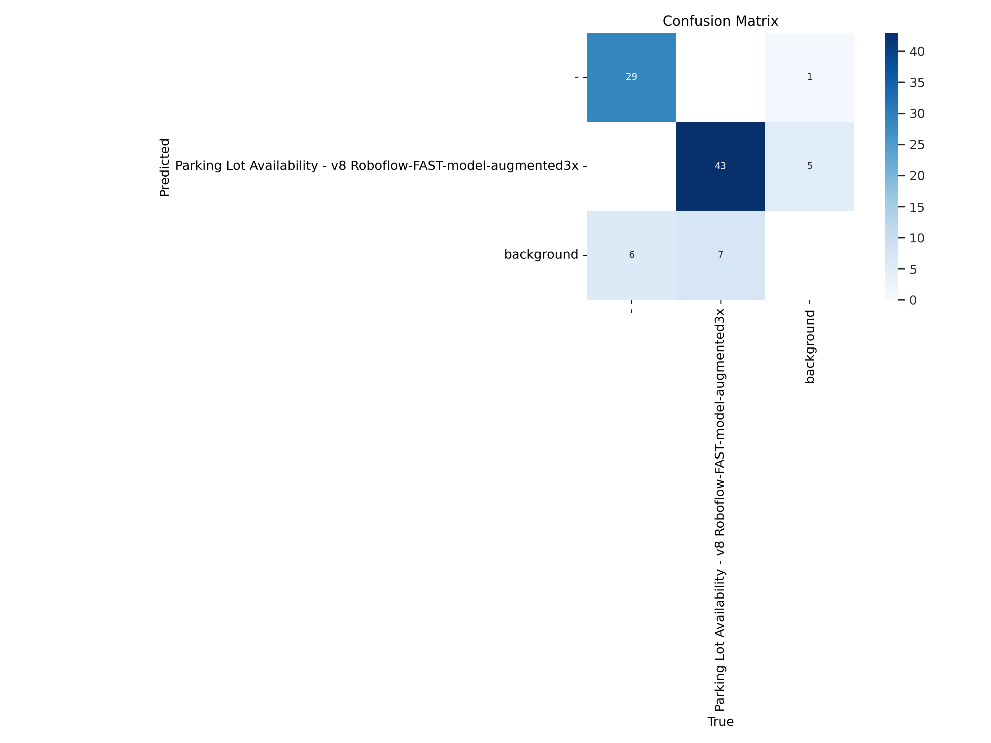 Confusion Matrix
Predicted
-
29
1
40
35
30
25
20
15
10
5
0
Parking Lot Availability - v8 Roboflow-FAST-model-augmented3x
43
5
background
6
7
-
Parking Lot Availability - v8 Roboflow-FAST-model-augmented3x
background
True